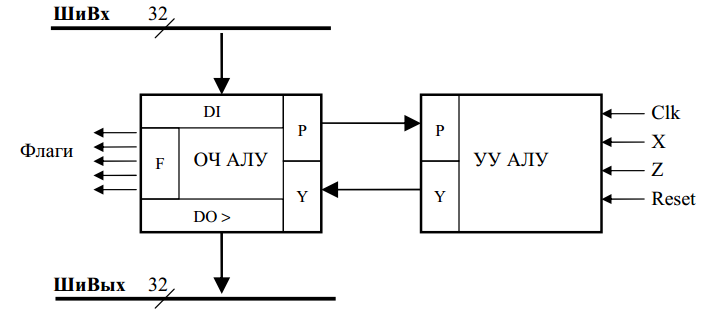 ШиВх 32
DI
Clk
P
P
X
Флаги
F
ОЧ АЛУ
УУ АЛУ
Z
Y
Y
Reset
DO >
ШиВых 32